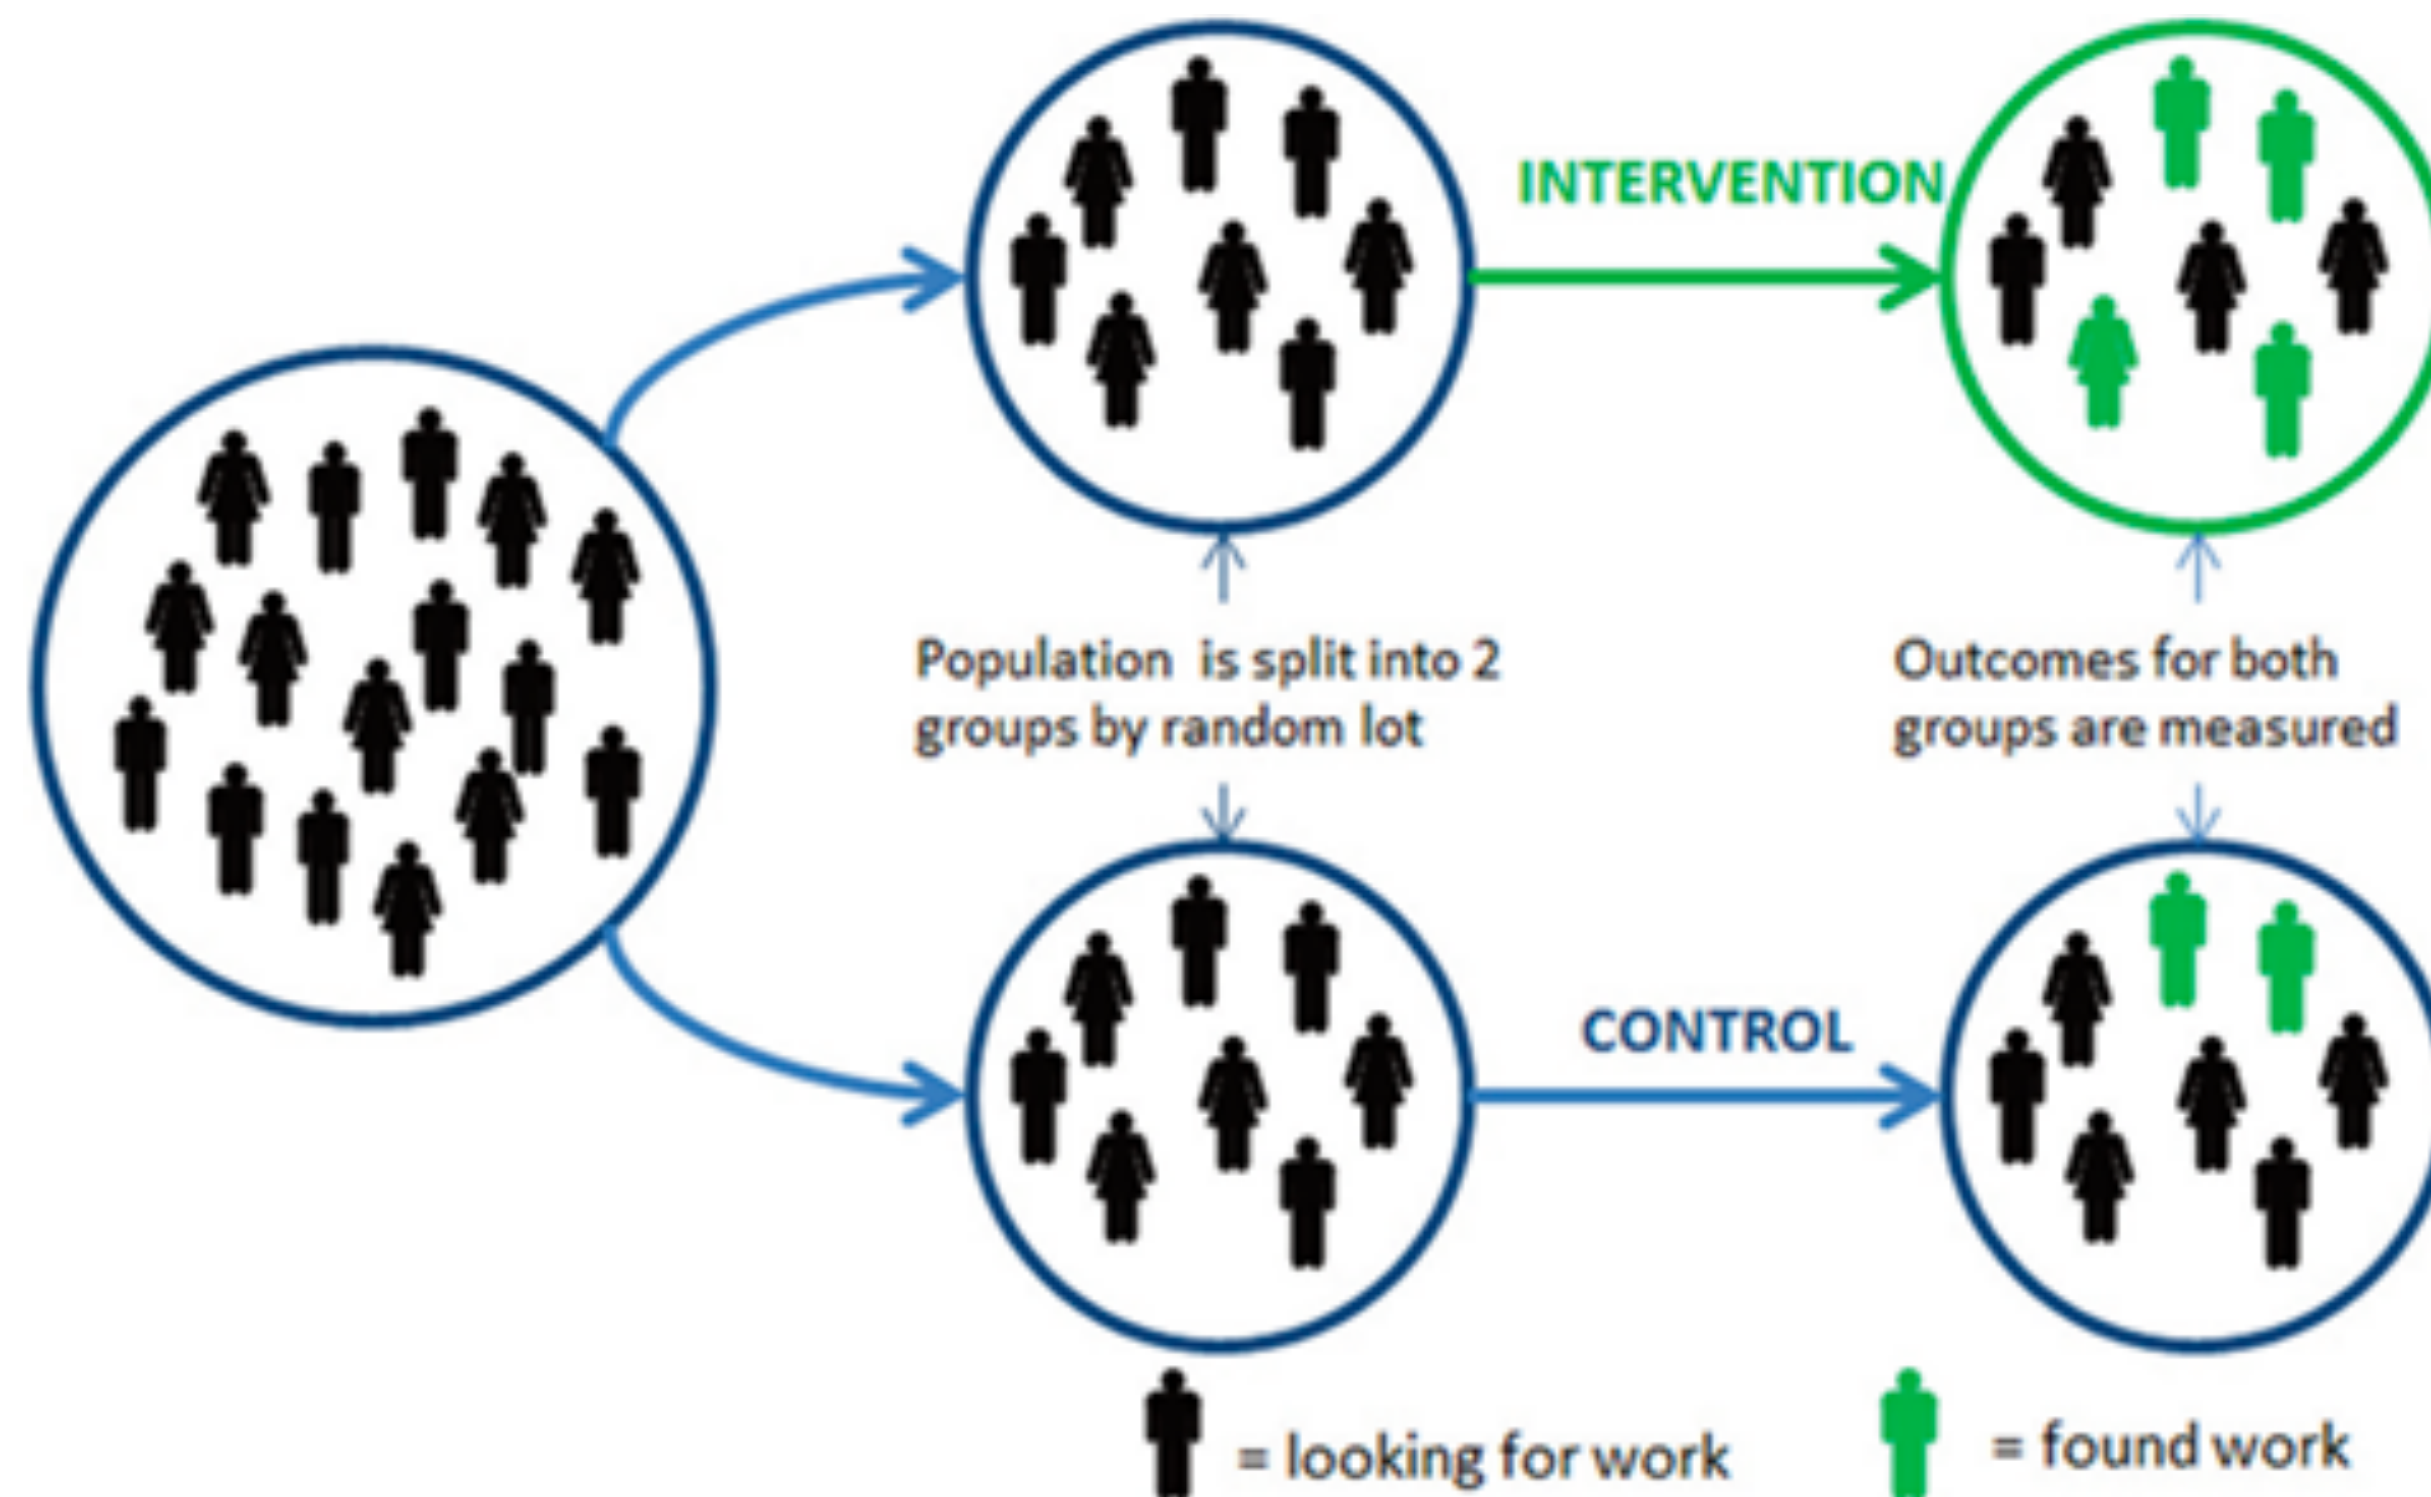 INTERVENTION
Population is split into 2
groups by random lot
Outcomes for both
groups are measured
CONTROL
= looking for work
= found work